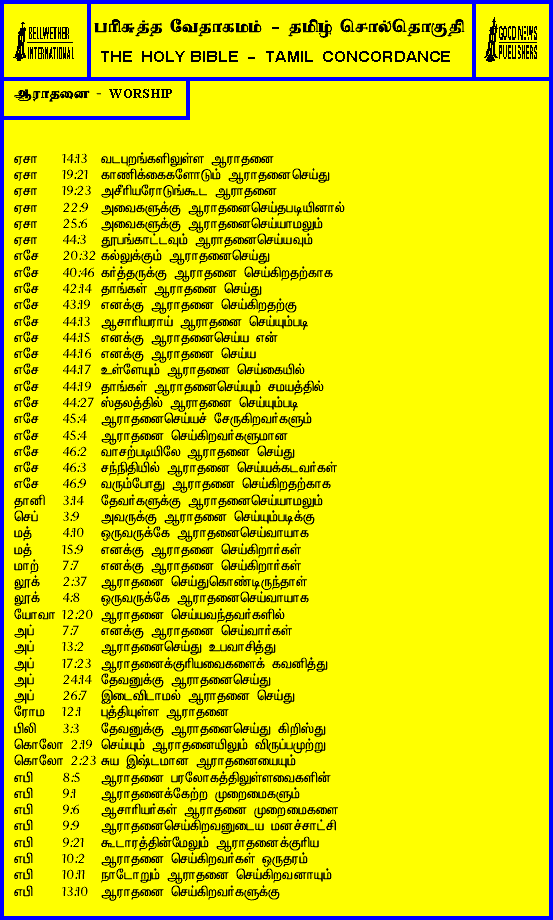 BELLWETHER INTERNATIONAL
பரிசுத்த வேதாகமம் - தமிழ் சொல்தொகுதி
THE HOLY BIBLE - TAMIL CONCORDANCE
GOOD NEWS PUBLISHERS
ஆராதனை - WORSHIP
ஏசா 14:13 வடபுறங்களிலுள்ள ஆராதனை
ஏசா 19:21 காணிக்கைகளோடும் ஆராதனைசெய்து
ஏசா 19:23 அசீரியரோடுங்கூட ஆராதனை
ஏசா 22:9 அவைகளுக்கு ஆராதனைசெய்தபடியினால்
ஏசா 25:6 அவைகளுக்கு ஆராதனைசெய்யாமலும்
ஏசா 44:3 தூபங்காட்டவும் ஆராதனைசெய்யவும்
எசே 20:32 கல்லுக்கும் ஆராதனைசெய்து
எசே 40:46 கர்த்தருக்கு ஆராதனை செய்கிறதற்காக
எசே 42:14 தாங்கள் ஆராதனை செய்து
எசே 43:19 எனக்கு ஆராதனை செய்கிறதற்கு
எசே 44:13 ஆசாரியராய் ஆராதனை செய்யும்படி
எசே 44:15 எனக்கு ஆராதனைசெய்ய என்
எசே 44:16 எனக்கு ஆராதனை செய்ய
எசே 44:17 உள்ளேயும் ஆராதனை செய்கையில்
எசே 44:19 தாங்கள் ஆராதனைசெய்யும் சமயத்தில்
எசே 44:27 ஸ்தலத்தில் ஆராதனை செய்யும்படி
எசே 45:4 ஆராதனைசெய்யச் சேருகிறவர்களும்
எசே 45:4 ஆராதனை செய்கிறவர்களுமான
எசே 46:2 வாசற்படியிலே ஆராதனை செய்து
எசே 46:3 சந்நிதியில் ஆராதனை செய்யக்கடவர்கள்
எசே 46:9 வரும்போது ஆராதனை செய்கிறதற்காக
தானி 3:14 தேவர்களுக்கு ஆராதனைசெய்யாமலும்
செப் 3:9 அவருக்கு ஆராதனை செய்யும்படிக்கு
மத் 4:10 ஒருவருக்கே ஆராதனைசெய்வாயாக
மத் 15:9 எனக்கு ஆராதனை செய்கிறார்கள்
மாற் 7:7 எனக்கு ஆராதனை செய்கிறார்கள்
லூக் 2:37 ஆராதனை செய்துகொண்டிருந்தாள்
லூக் 4:8 ஒருவருக்கே ஆராதனைசெய்வாயாக
யோவா 12:20 ஆராதனை செய்யவந்தவர்களில்
அப் 7:7 எனக்கு ஆராதனை செய்வார்கள்
அப் 13:2 ஆராதனைசெய்து உபவாசித்து
அப் 17:23 ஆராதனைக்குரியவைகளைக் கவனித்து
அப் 24:14 தேவனுக்கு ஆராதனைசெய்து
அப் 26:7 இடைவிடாமல் ஆராதனை செய்து
ரோம 12:1 புத்தியுள்ள ஆராதனை
பிலி 3:3 தேவனுக்கு ஆராதனைசெய்து கிறிஸ்து
கொலோ 2:19 செய்யும் ஆராதனையிலும் விருப்பமுற்று
கொலோ 2:23 சுய இஷ்டமான ஆராதனையையும்
எபி 8:5 ஆராதனை பரலோகத்திலுள்ளவைகளின்
எபி 9:1 ஆராதனைக்கேற்ற முறைமைகளும்
எபி 9:6 ஆசாரியர்கள் ஆராதனை முறைமைகளை
எபி 9:9 ஆராதனைசெய்கிறவனுடைய மனச்சாட்சி
எபி 9:21 கூடாரத்தின்மேலும் ஆராதனைக்குரிய
எபி 10:2 ஆராதனை செய்கிறவர்கள் ஒருதரம்
எபி 10:11 நாடோறும் ஆராதனை செய்கிறவனாயும்
எபி 13:10 ஆராதனை செய்கிறவர்களுக்கு